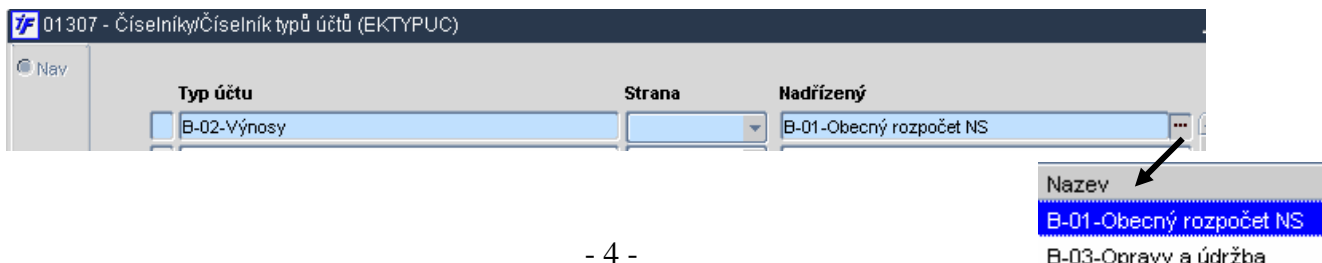 01307 - Číselníky/Číselník typů účtů (EKTYPUC)
Nav
Typ účtu Strana Nadřízený
B-02-Výnosy B-01-Obecný rozpočet NS ...
Nazev
B-01-Obecný rozpočet NS
B-03-Opravy a údržba
- 4 -